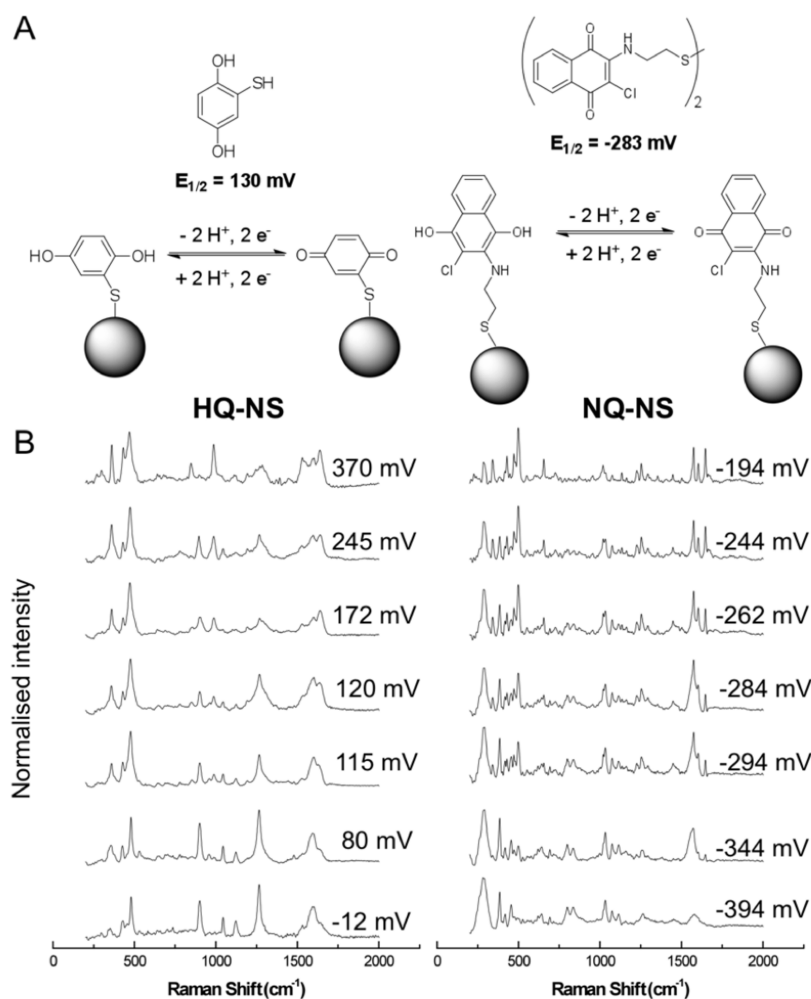 A
OH
SH
OH
E1/2 = 130 mV
O
H
N
S
Cl
O
2
E1/2 = -283 mV
HO
OH
- 2 H+, 2 e-
+ 2 H+, 2 e-
O
O
S
S
HO
OH
Cl
NH
S
- 2 H+, 2 e-
+ 2 H+, 2 e-
O
O
Cl
NH
S
HQ-NS
NQ-NS
B
Normalised intensity
370 mV
245 mV
172 mV
120 mV
115 mV
80 mV
-12 mV
0 500 1000 1500 2000
Raman Shift(cm-1)
-194 mV
-244 mV
-262 mV
-284 mV
-294 mV
-344 mV
-394 mV
0 500 1000 1500 2000
Raman Shift(cm-1)